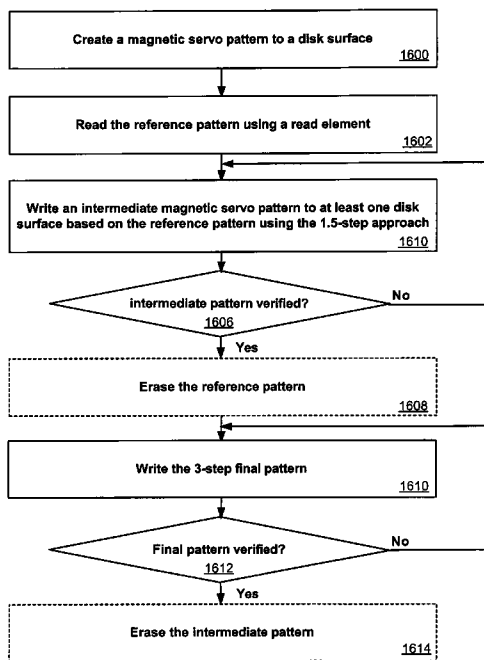 Create a magnetic servo pattern to a disk surface
1600
Read the reference pattern using a read element
1602
Write an intermediate magnetic servo pattern to at least one disk
surface based on the reference pattern using the 1.5-step approach
1610
intermediate pattern verified?
1606
No
Yes
Erase the reference pattern
1608
Write the 3-step final pattern
1610
Final pattern verified?
1612
No
Yes
Erase the intermediate pattern
1614